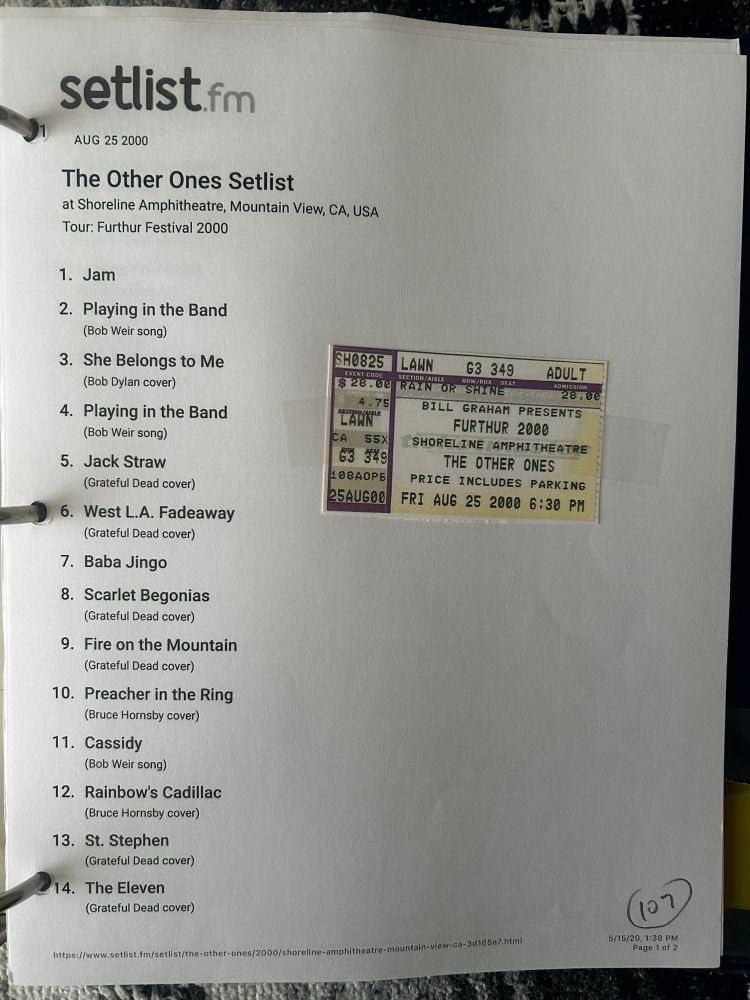 setlist.fm
1
AUG 25 2000
The Other Ones Setlist
at Shoreline Amphitheatre, Mountain View, CA, USA
Tour: Furthur Festival 2000
1. Jam
2. Playing in the Band
(Bob Weir song)
3. She Belongs to Me
(Bob Dylan cover)
4. Playing in the Band
(Bob Weir song)
5. Jack Straw
(Grateful Dead cover)
6. West L.A. Fadeaway
(Grateful Dead cover)
7. Baba Jingo
8. Scarlet Begonias
(Grateful Dead cover)
9. Fire on the Mountain
(Grateful Dead cover)
10. Preacher in the Ring
(Bruce Hornsby cover)
11. Cassidy
(Bob Weir song)
12. Rainbow's Cadillac
(Bruce Hornsby cover)
13. St. Stephen
(Grateful Dead cover)
14. The Eleven
(Grateful Dead cover)
SH0825
EVENT CODE
$ 28.00
4.75
SECTION/AISLE
LAWN
CA 55X
G3 349
108AOPB
25AUG00
LAWN G3 349 ADULT
SECTION/AISLE ROW/BOX SEAT ADMISSION
RAIN OR SHINE 28.00
BILL GRAHAM PRESENTS
FURTHUR 2000
SHORELINE AMPHITHEATRE
THE OTHER ONES
PRICE INCLUDES PARKING
FRI AUG 25 2000 6:30 PM
107
https://www.setlist.fm/setlist/the-other-ones/2000/shoreline-amphitheatre-mountain-view-ca-3d165e7.html
5/15/20, 1:38 PM
Page 1 of 2